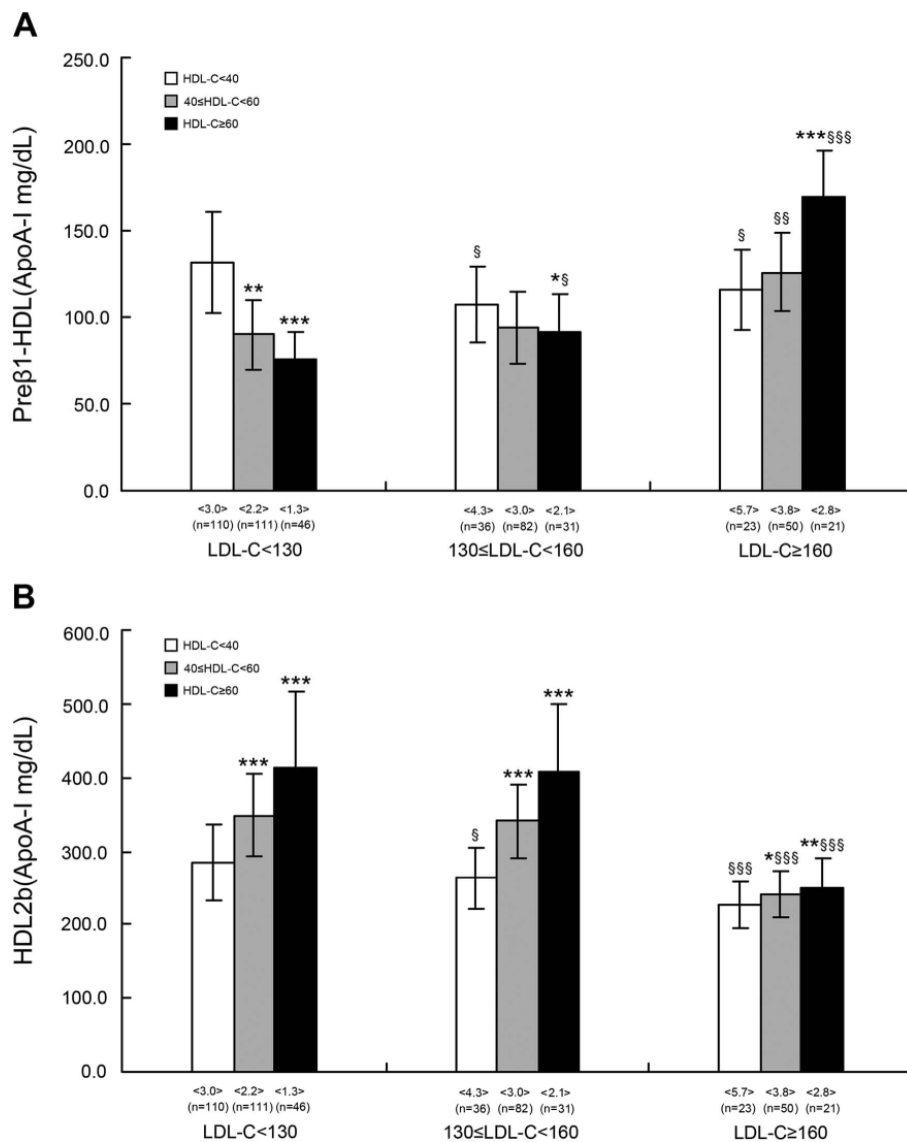 A
250.0
200.0
150.0
100.0
50.0
0.0
Preβ1-HDL(ApoA-I mg/dL)
HDL-C<40
40≤HDL-C<60
HDL-C≥60
** ***
§ *§
§ §§ ***§§§
<3.0> <2.2> <1.3> <4.3> <3.0> <2.1> <5.7> <3.8> <2.8>
(n=110) (n=111) (n=46) (n=36) (n=82) (n=31) (n=23) (n=50) (n=21)
LDL-C<130 130≤LDL-C<160 LDL-C≥160
B
600.0
500.0
400.0
300.0
200.0
100.0
0.0
HDL2b(ApoA-I mg/dL)
HDL-C<40
40≤HDL-C<60
HDL-C≥60
*** ***
§ *** ***
§§§ *§§§ **§§§
<3.0> <2.2> <1.3> <4.3> <3.0> <2.1> <5.7> <3.8> <2.8>
(n=110) (n=111) (n=46) (n=36) (n=82) (n=31) (n=23) (n=50) (n=21)
LDL-C<130 130≤LDL-C<160 LDL-C≥160